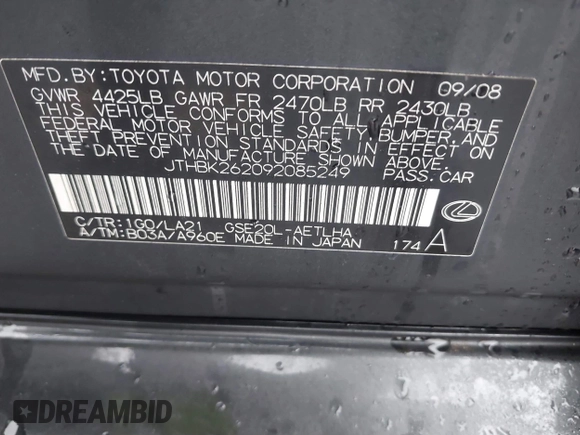 MFD. BY: TOYOTA MOTOR CORPORATION 09/08
GVWR 4425LB GAWR FR 2470LB RR 2430LB
THIS VEHICLE CONFORMS TO ALL APPLICABLE
FEDERAL MOTOR VEHICLE SAFETY, BUMPER, AND
THEFT PREVENTION STANDARDS IN EFFECT ON
THE DATE OF MANUFACTURE SHOWN ABOVE.
JTHBK262092085249 PASS. CAR
C/TR: 1G0/LA21 GSE20L-AETLHA
A/TM: B03A/A960E MADE IN JAPAN 174 A
DREAMBID